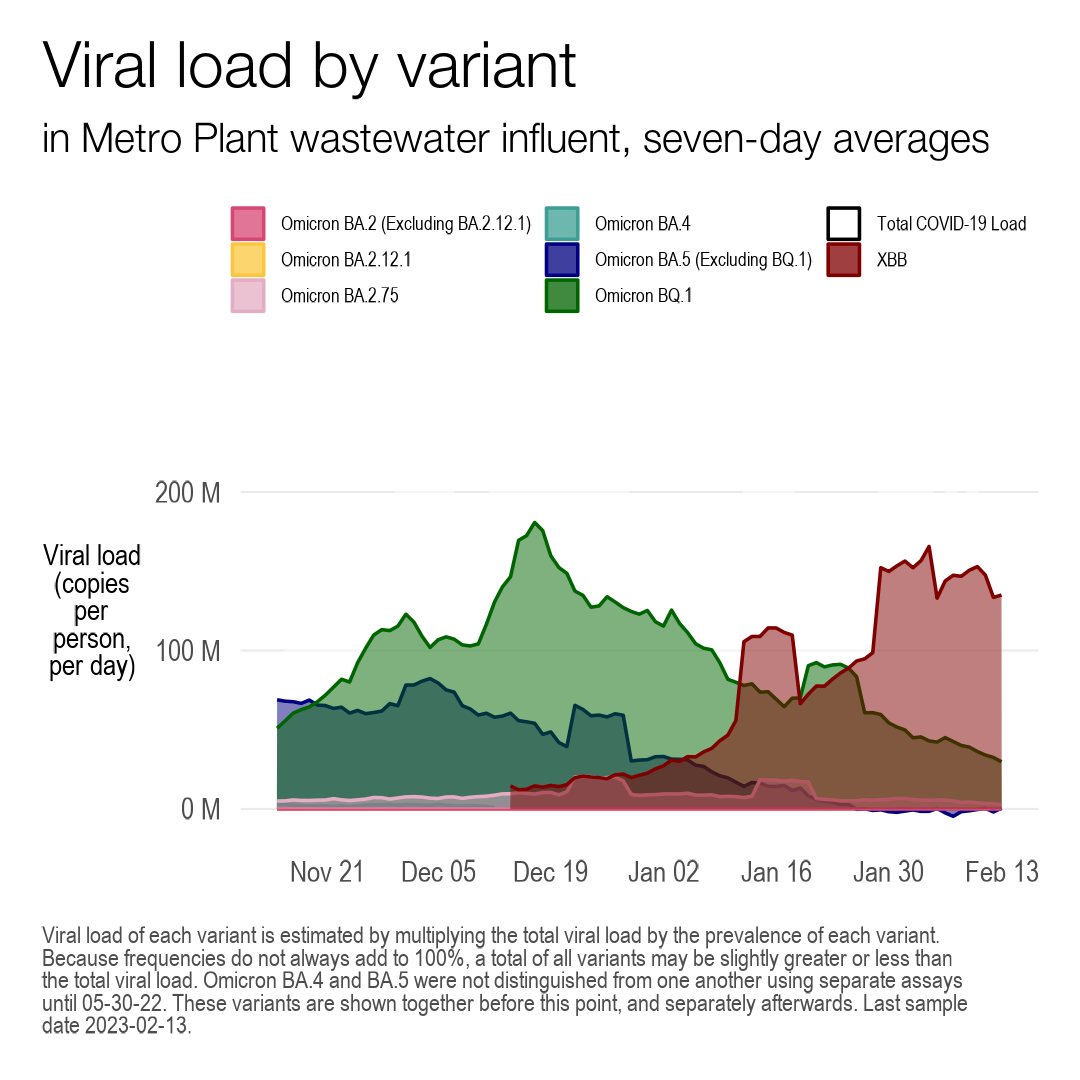 Viral load by variant
in Metro Plant wastewater influent, seven-day averages
Omicron BA.2 (Excluding BA.2.12.1)
Omicron BA.2.12.1
Omicron BA.2.75
Omicron BA.4
Omicron BA.5 (Excluding BQ.1)
Omicron BQ.1
Total COVID-19 Load
XBB
Viral load
(copies
per
person,
per day)
200 M
100 M
0 M
Nov 21
Dec 05
Dec 19
Jan 02
Jan 16
Jan 30
Feb 13
Viral load of each variant is estimated by multiplying the total viral load by the prevalence of each variant.
Because frequencies do not always add to 100%, a total of all variants may be slightly greater or less than
the total viral load. Omicron BA.4 and BA.5 were not distinguished from one another using separate assays
until 05-30-22. These variants are shown together before this point, and separately afterwards. Last sample
date 2023-02-13.